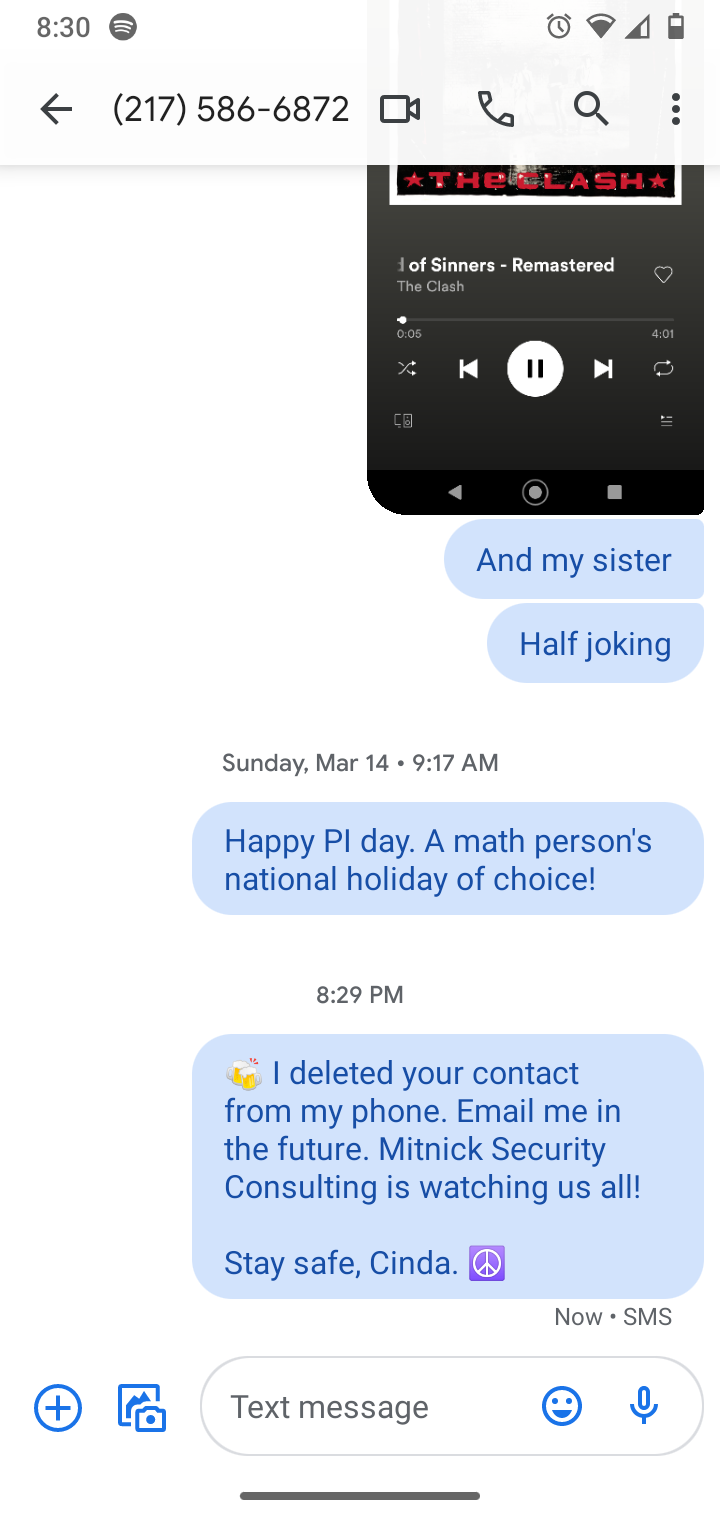 8:30
(217) 586-6872
THE CLASH
of Sinners - Remastered
The Clash
0:05
4:01
And my sister
Half joking
Sunday, Mar 14 • 9:17 AM
Happy PI day. A math person's
national holiday of choice!
8:29 PM
🍻 I deleted your contact
from my phone. Email me in
the future. Mitnick Security
Consulting is watching us all!
Stay safe, Cinda. ☮️
Now • SMS
Text message